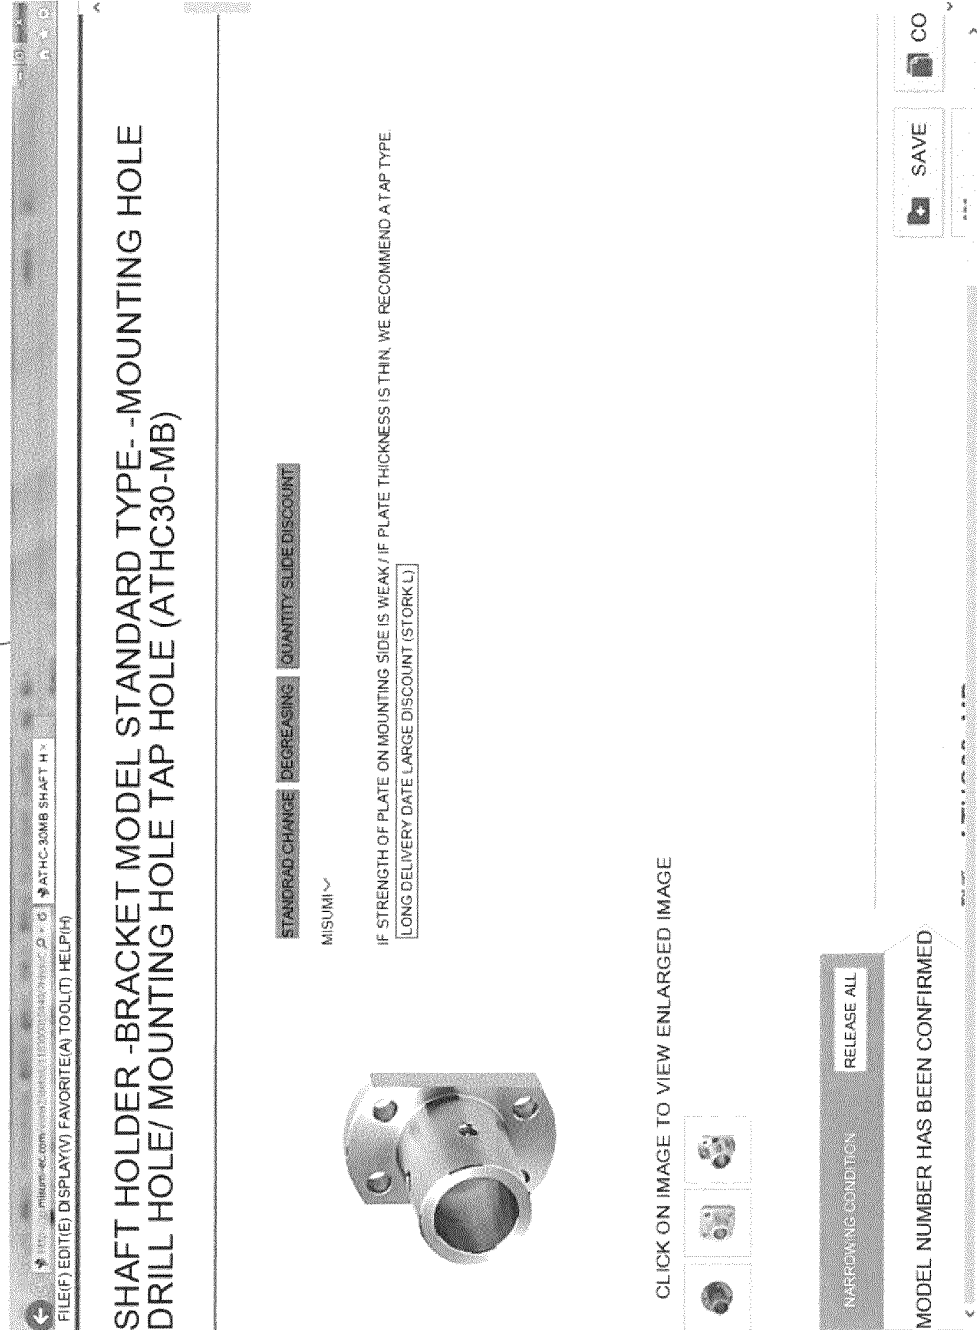 ATHC-30MB SHAFT H ×
FILE(F) EDIT(E) DISPLAY(V) FAVORITE(A) TOOL(T) HELP(H)
SHAFT HOLDER -BRACKET MODEL STANDARD TYPE- -MOUNTING HOLE
DRILL HOLE/ MOUNTING HOLE TAP HOLE (ATHC30-MB)
STANDRAD CHANGE DEGREASING QUANTITY SLIDE DISCOUNT
MISUMI
IF STRENGTH OF PLATE ON MOUNTING SIDE IS WEAK / IF PLATE THICKNESS IS THIN, WE RECOMMEND A TAP TYPE.
LONG DELIVERY DATE LARGE DISCOUNT (STORK L)
CLICK ON IMAGE TO VIEW ENLARGED IMAGE
NARROWING CONDITION RELEASE ALL
SAVE CO
MODEL NUMBER HAS BEEN CONFIRMED